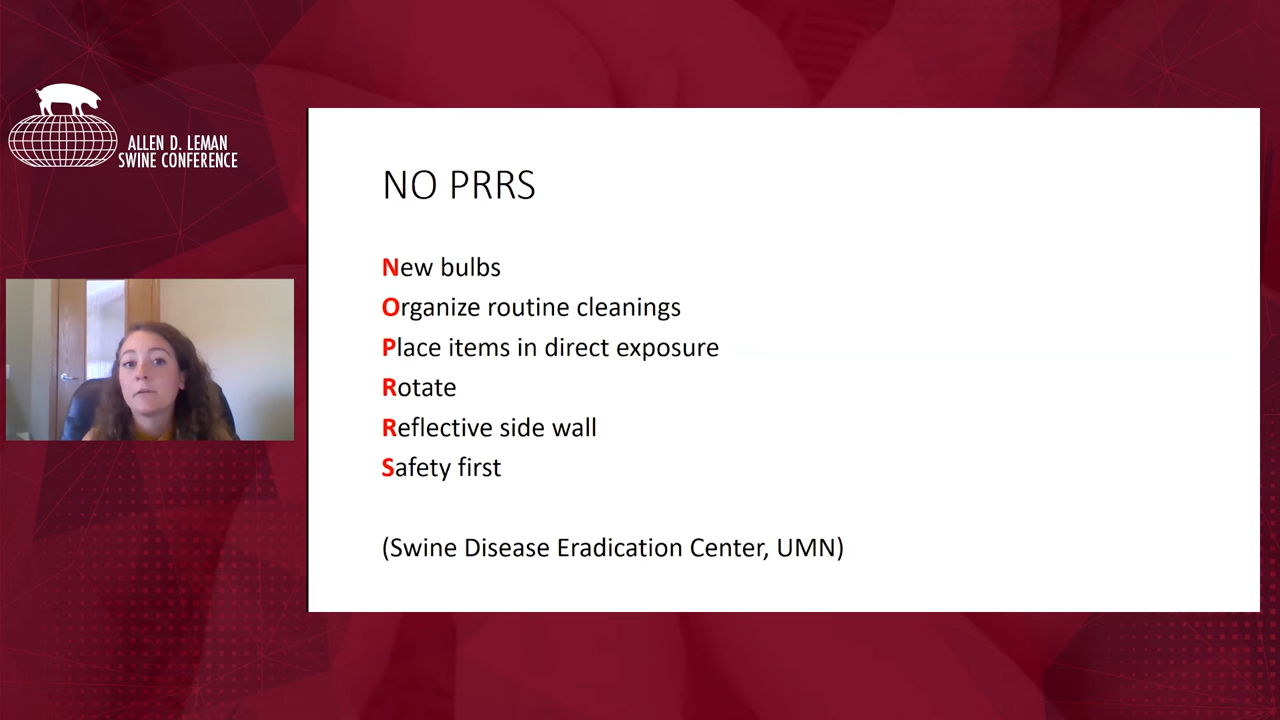 ALLEN D. LEMAN
SWINE CONFERENCE
NO PRRS
New bulbs
Organize routine cleanings
Place items in direct exposure
Rotate
Reflective side wall
Safety first
(Swine Disease Eradication Center, UMN)